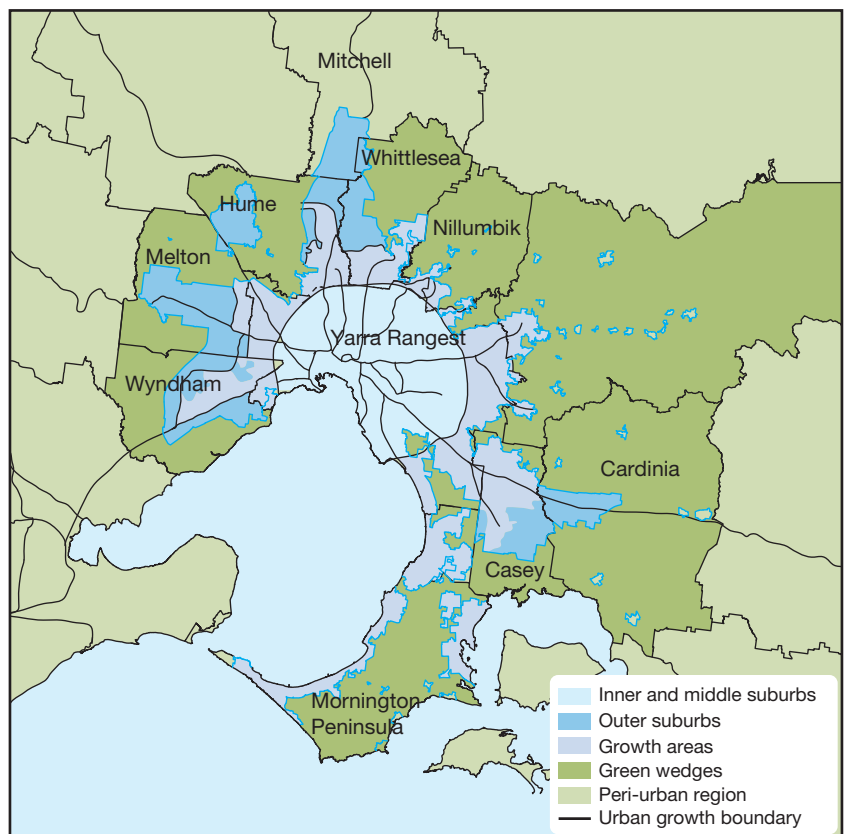 Mitchell
Whittlesea
Hume
Nillumbik
Melton
Yarra Rangest
Wyndham
Cardinia
Casey
Mornington
Peninsula
Inner and middle suburbs
Outer suburbs
Growth areas
Green wedges
Peri-urban region
Urban growth boundary